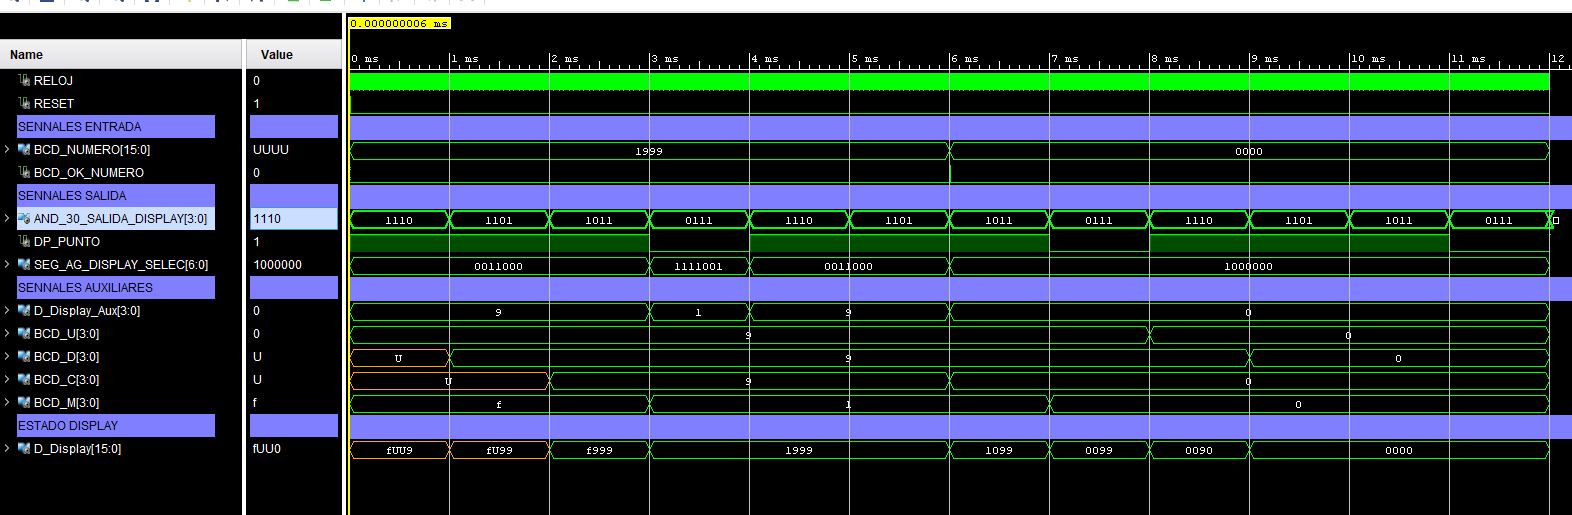 0.000000006 ms
Name Value
0 ms 1 ms 2 ms 3 ms 4 ms 5 ms 6 ms 7 ms 8 ms 9 ms 10 ms 11 ms 12
RELOJ 0
RESET 1
SENNALES ENTRADA
BCD_NUMERO[15:0] UUUU 1999 0000
BCD_OK_NUMERO 0
SENNALES SALIDA
AND_30_SALIDA_DISPLAY[3:0] 1110 1110 1101 1011 0111 1110 1101 1011 0111 1110 1101 1011 0111
DP_PUNTO 1
SEG_AG_DISPLAY_SELEC[6:0] 1000000 0011000 1111001 0011000 1000000
SENNALES AUXILIARES
D_Display_Aux[3:0] 0 9 1 9 0
BCD_U[3:0] 0 9 0
BCD_D[3:0] U U 9 0
BCD_C[3:0] U U 9 0
BCD_M[3:0] f f 1 0
ESTADO DISPLAY
D_Display[15:0] fUU0 fUU9 fU99 f999 1999 1099 0099 0090 0000